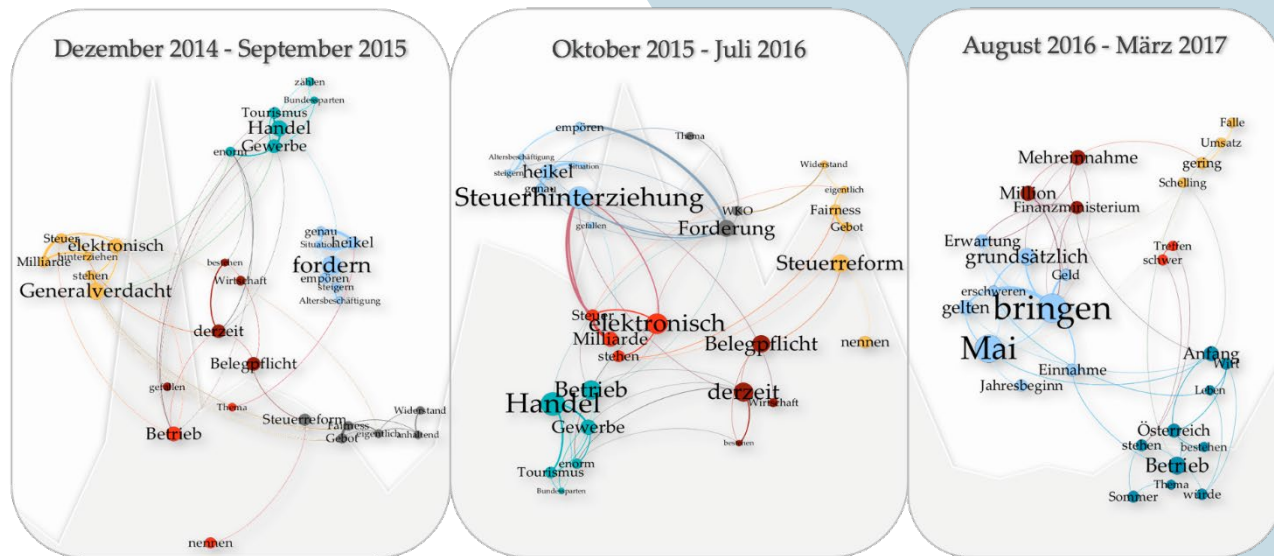 Dezember 2014 - September 2015
zählen
Bundessparten
Tourismus
Handel
Gewerbe
enorm
genau
Situation
heikel
fordern
empören
steigern
Altersbeschäftigung
Steuer
elektronisch
hinterziehen
Milliarde
stehen
Generalverdacht
bestehen
Wirtschaft
derzeit
Belegpflicht
gefallen
Thema
Betrieb
Steuerreform
Widerstand
Fairness
Gebot
eigentlich
anhaltend
nennen
Oktober 2015 - Juli 2016
empören
Thema
Altersbeschäftigung
Situation
heikel
steigern
genau
Steuerhinterziehung
gefallen
WKO
Forderung
Widerstand
eigentlich
Fairness
Gebot
Steuerreform
Steuer
elektronisch
Milliarde
stehen
Belegpflicht
nennen
Betrieb
Handel
derzeit
Wirtschaft
Gewerbe
bestehen
enorm
Tourismus
Bundessparten
August 2016 - März 2017
Falle
Umsatz
Mehreinnahme
gering
Schelling
Million
Finanzministerium
Erwartung
Treffen
grundsätzlich
schwer
Geld
erschweren
gelten
bringen
Mai
Anfang
Wirt
Einnahme
Jahresbeginn
Leben
Österreich
stehen
bestehen
Betrieb
Thema
Sommer
würde